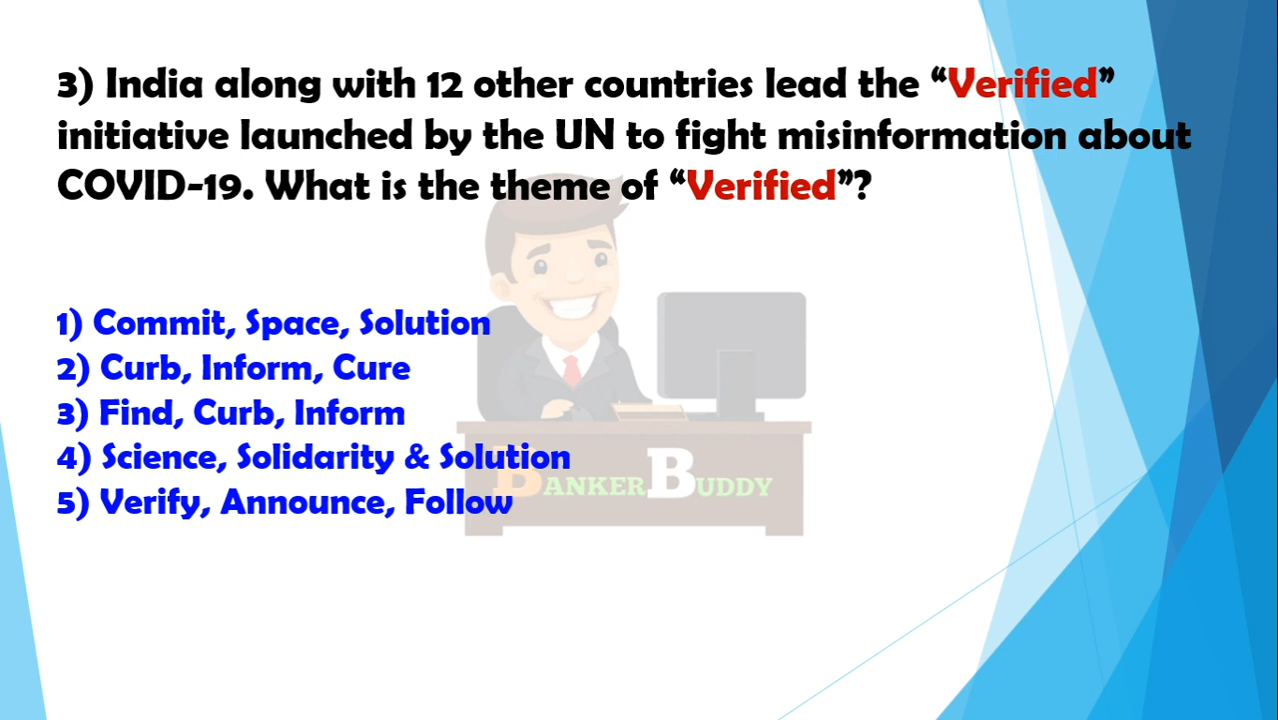 3) India along with 12 other countries lead the “Verified”
initiative launched by the UN to fight misinformation about
COVID-19. What is the theme of “Verified”?
1) Commit, Space, Solution
2) Curb, Inform, Cure
3) Find, Curb, Inform
4) Science, Solidarity & Solution
5) Verify, Announce, Follow
BANKER BUDDY